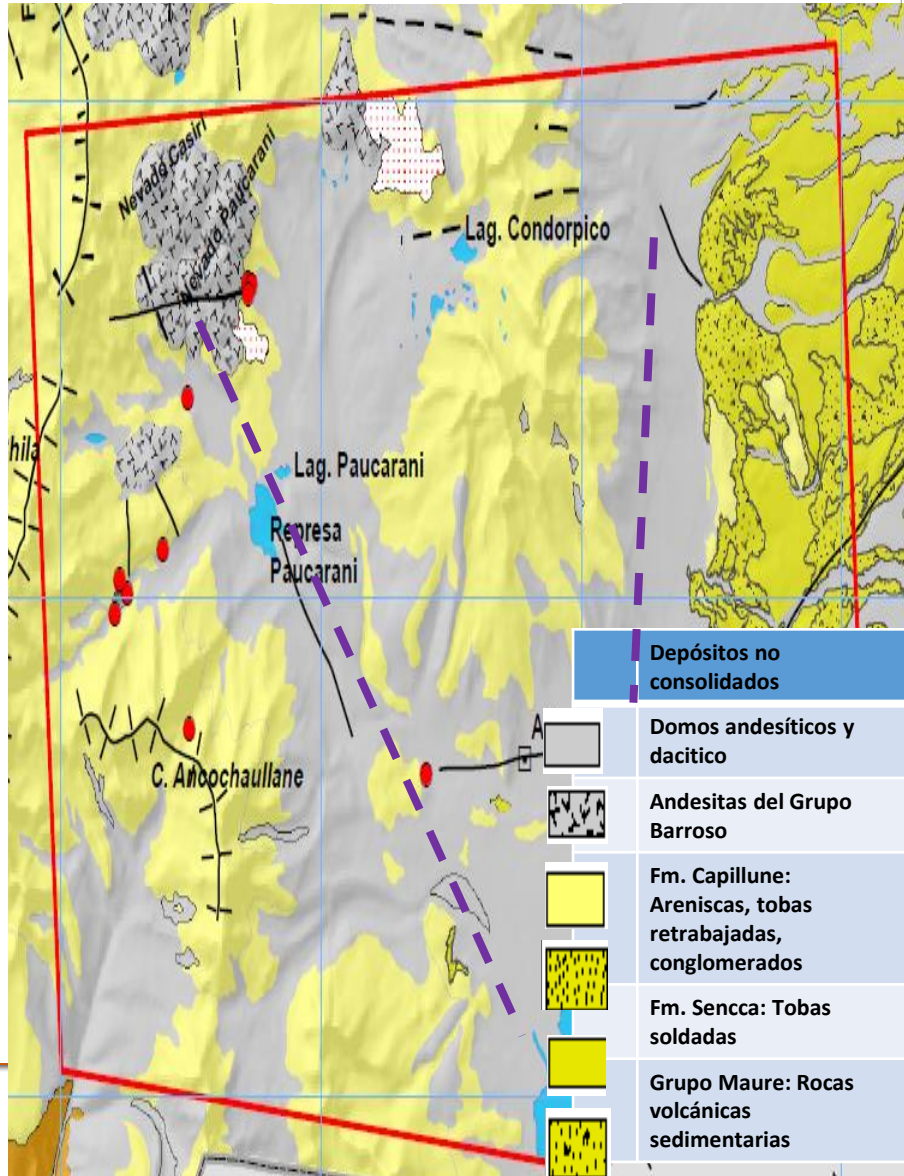 Nevado Casiri
Nevado Paucarani
Lag. Condorpico
hila
Lag. Paucarani
Represa
Paucarani
A
C. Ancochaullane
Depósitos no
consolidados
Domos andesíticos y
dacitico
Andesitas del Grupo
Barroso
Fm. Capillune:
Areniscas, tobas
retrabajadas,
conglomerados
Fm. Sencca: Tobas
soldadas
Grupo Maure: Rocas
volcánicas
sedimentarias